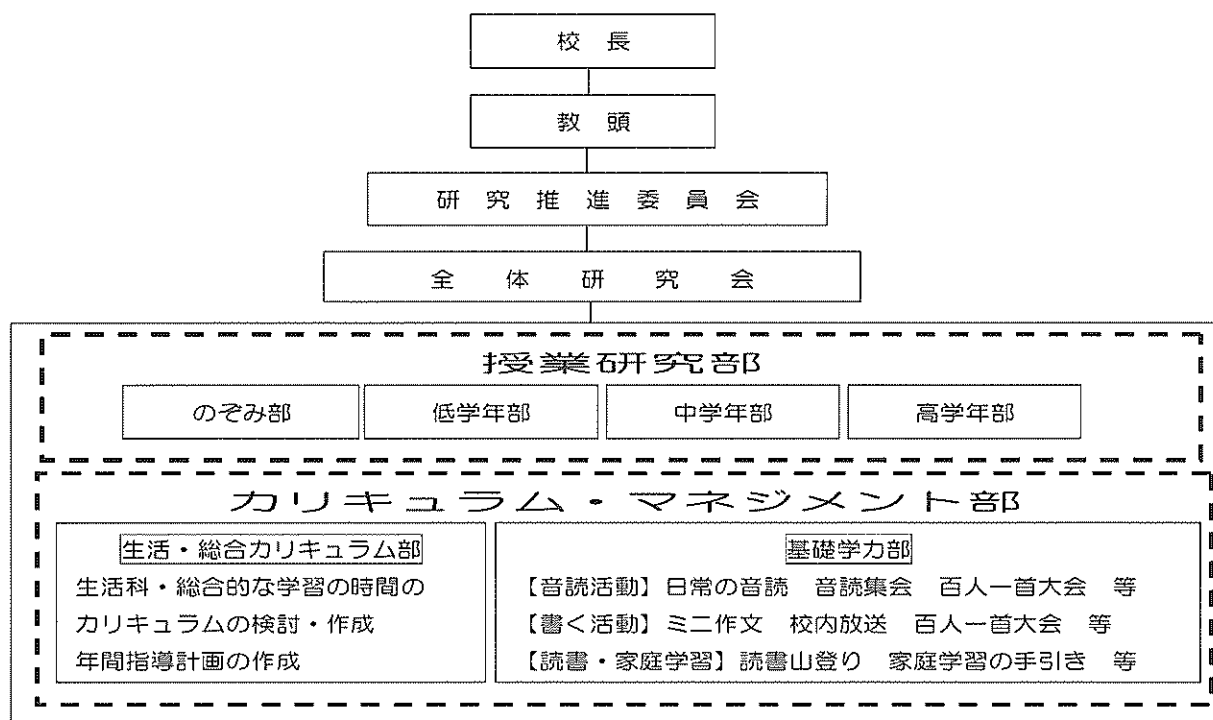 校長
教頭
研究推進委員会
全体研究会
授業研究部
のぞみ部 低学年部 中学年部 高学年部
カリキュラム・マネジメント部
生活・総合カリキュラム部
生活科・総合的な学習の時間の
カリキュラムの検討・作成
年間指導計画の作成
基礎学力部
【音読活動】日常の音読 音読集会 百人一首大会 等
【書く活動】ミニ作文 校内放送 百人一首大会 等
【読書・家庭学習】読書山登り 家庭学習の手引き 等